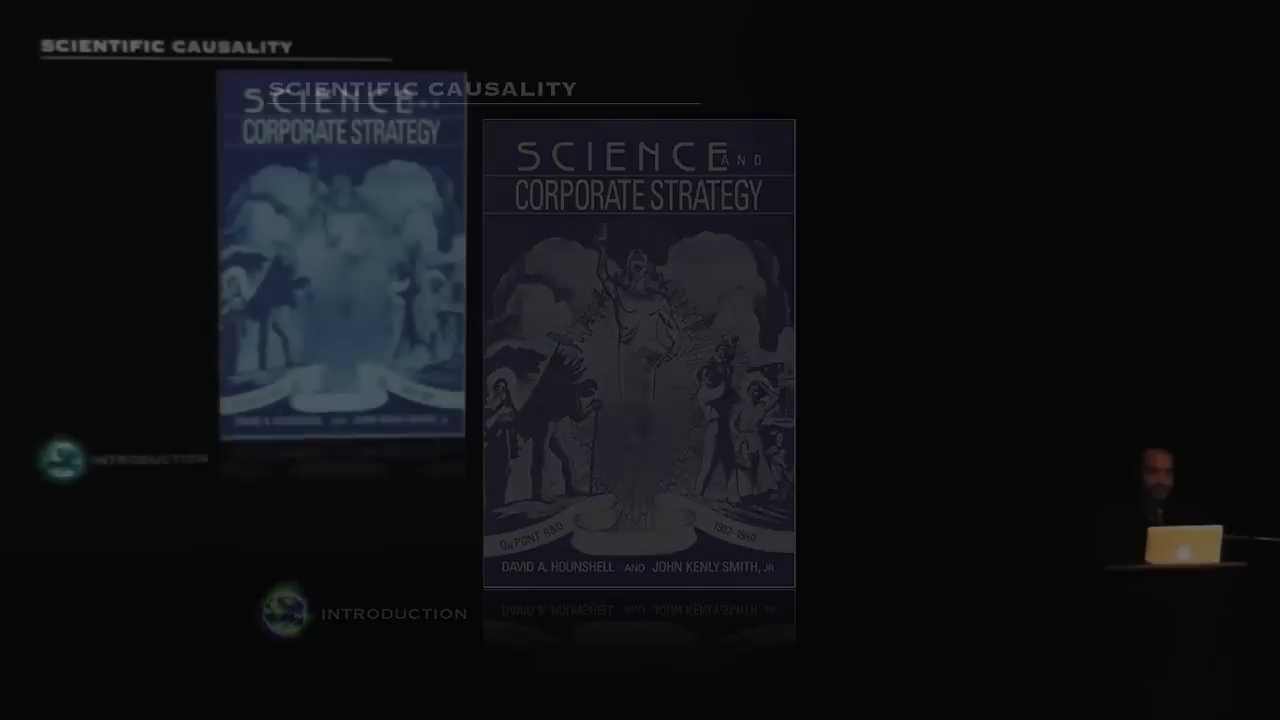 SCIENTIFIC CAUSALITY
SCIENCE
CORPORATE STRATEGY
INTRODUCTION
SCIENTIFIC CAUSALITY
SCIENCE AND
CORPORATE STRATEGY
Du PONT R&D
1902-1980
DAVID A. HOUNSHELL AND JOHN KENLY SMITH, JR
INTRODUCTION